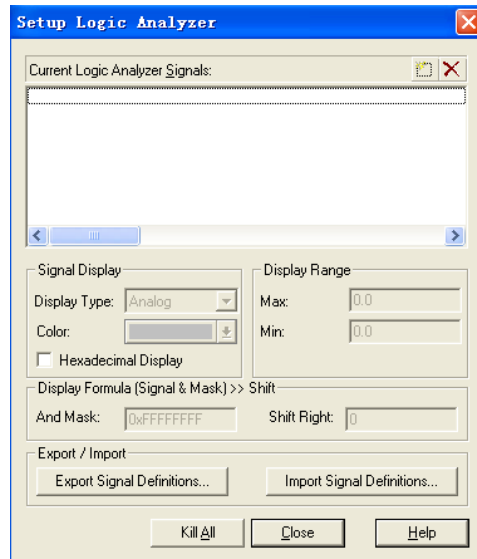 Setup Logic Analyzer
Current Logic Analyzer Signals:
Signal Display
Display Type: Analog
Color:
Hexadecimal Display
Display Range
Max: 0.0
Min: 0.0
Display Formula (Signal & Mask) >> Shift
And Mask: 0xFFFFFFFF Shift Right: 0
Export / Import
Export Signal Definitions... Import Signal Definitions...
Kill All Close Help